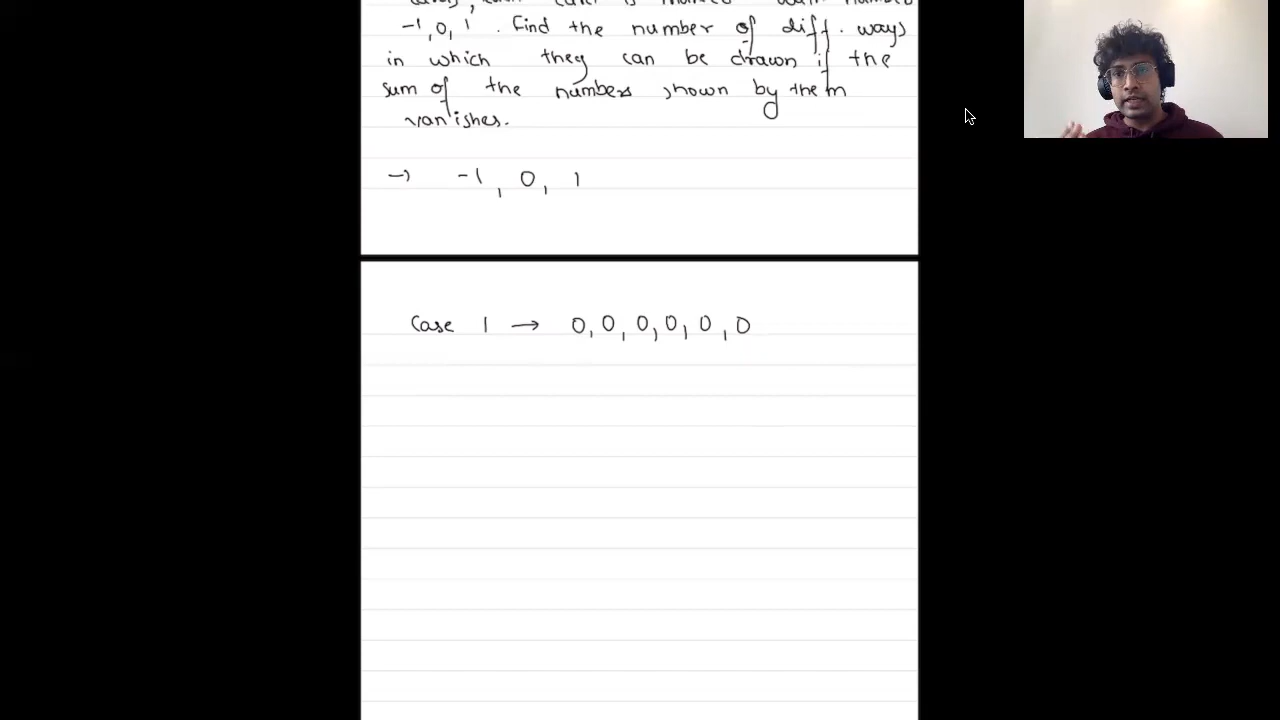 -1, 0, 1 . Find the number of diff. ways
in which they can be drawn if the
sum of the numbers shown by them
vanishes.
→ -1, 0, 1
Case 1 → 0, 0, 0, 0, 0, 0